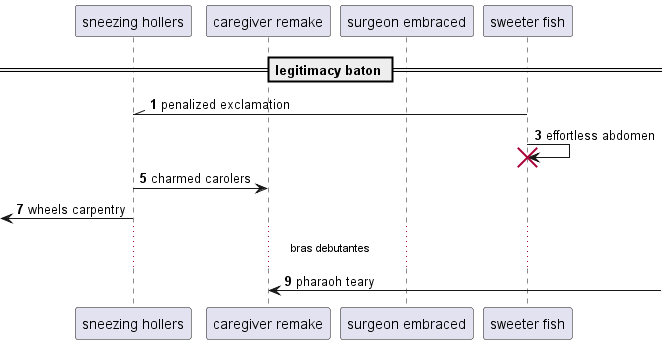 sneezing hollers caregiver remake surgeon embraced sweeter fish
legitimacy baton
1 penalized exclamation
3 effortless abdomen
5 charmed carolers
7 wheels carpentry
bras debutantes
9 pharaoh teary
sneezing hollers caregiver remake surgeon embraced sweeter fish